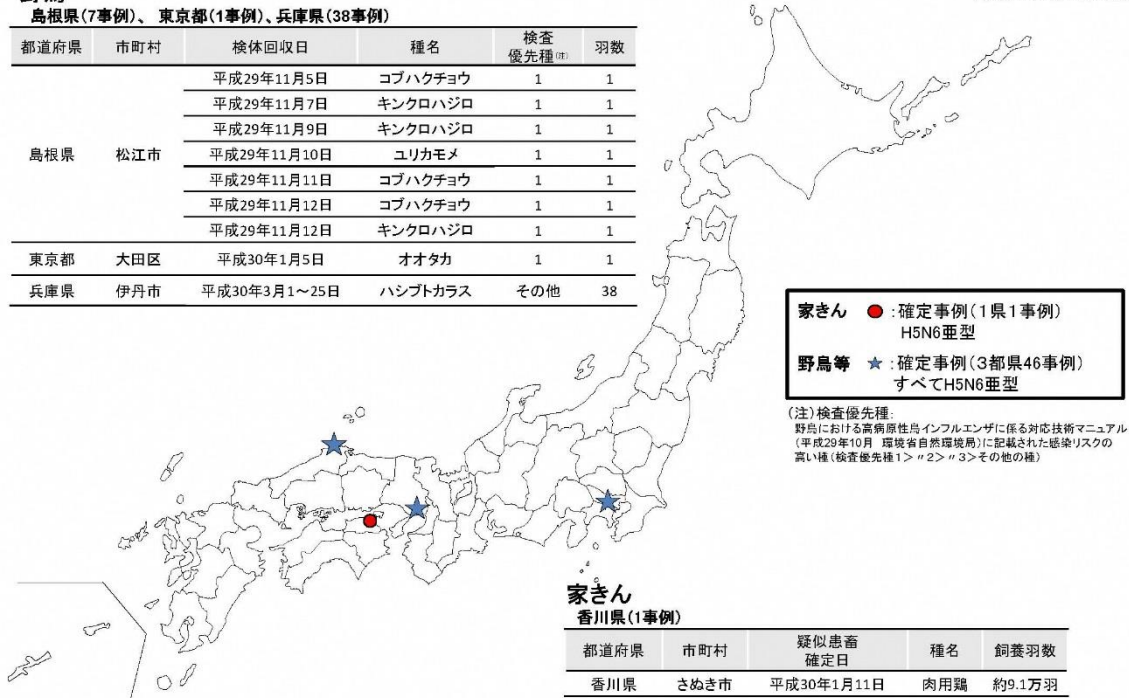 島根県(7事例)、 東京都(1事例)、兵庫県(38事例)
都道府県 市町村 検体回収日 種名 検査優先種(注) 羽数
島根県 松江市 平成29年11月5日 コブハクチョウ 1 1
平成29年11月7日 キンクロハジロ 1 1
平成29年11月9日 キンクロハジロ 1 1
平成29年11月10日 ユリカモメ 1 1
平成29年11月11日 コブハクチョウ 1 1
平成29年11月12日 コブハクチョウ 1 1
平成29年11月12日 キンクロハジロ 1 1
東京都 大田区 平成30年1月5日 オオタカ 1 1
兵庫県 伊丹市 平成30年3月1~25日 ハシブトカラス その他 38
家きん ●:確定事例(1県1事例)
H5N6亜型
野鳥等 ★:確定事例(3都県46事例)
すべてH5N6亜型
(注)検査優先種:
野鳥における高病原性鳥インフルエンザに係る対応技術マニュアル
(平成29年10月 環境省自然環境局)に記載された感染リスクの
高い種(検査優先種1>〃2>〃3>その他の種)
家きん
香川県(1事例)
都道府県 市町村 疑似患畜確定日 種名 飼養羽数
香川県 さぬき市 平成30年1月11日 肉用鶏 約9.1万羽